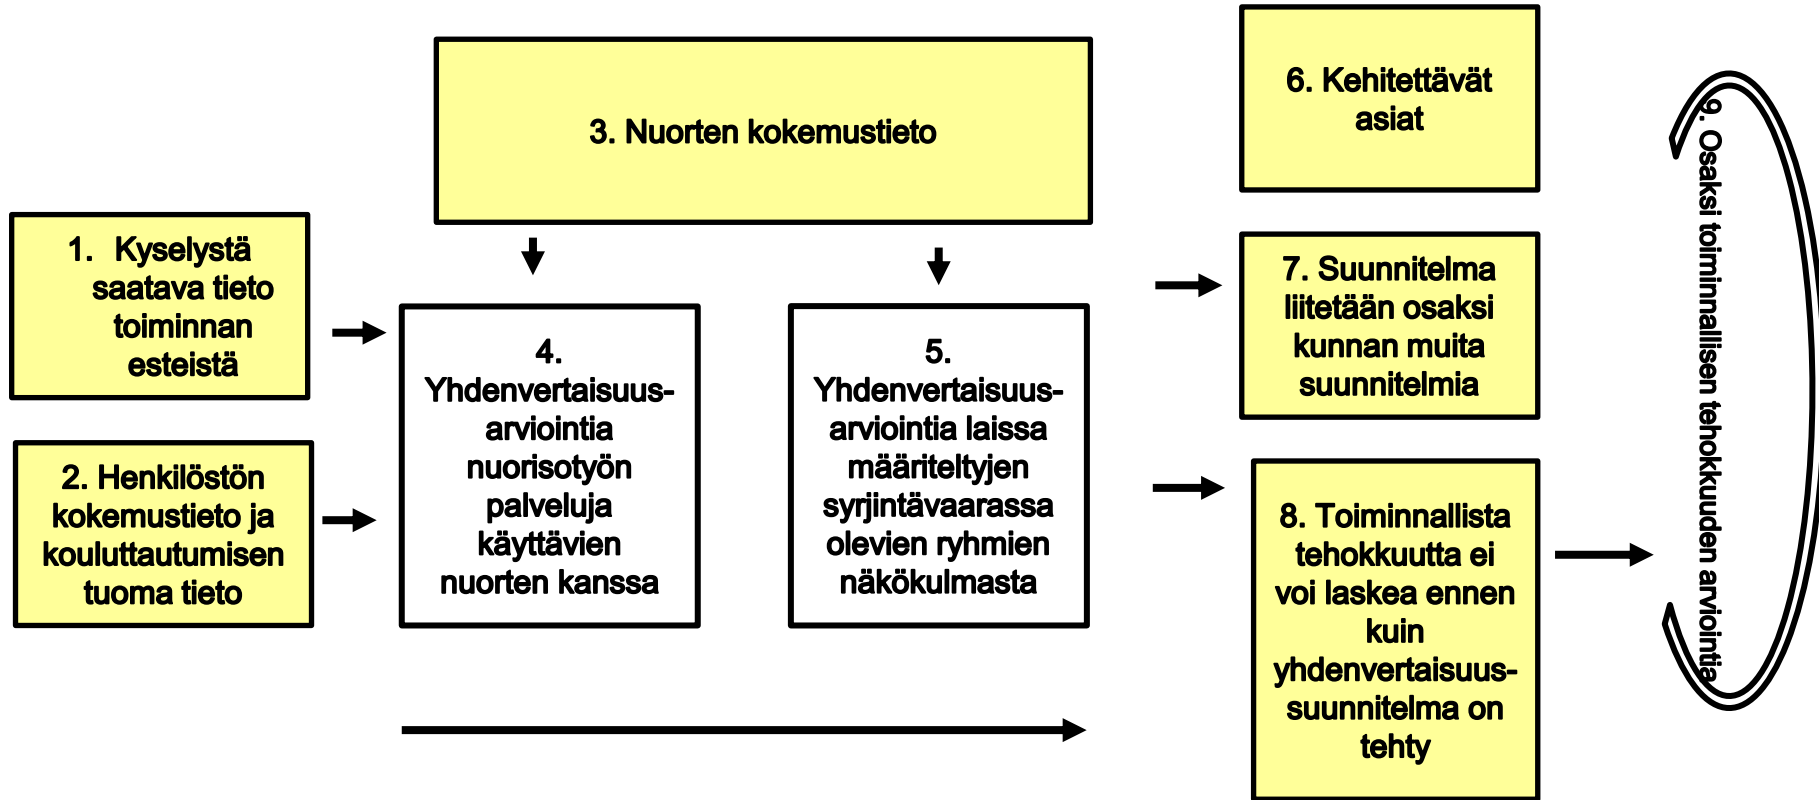 1. Kyselystä
saatava tieto
toiminnan
esteistä
2. Henkilöstön
kokemustieto ja
kouluttautumisen
tuoma tieto
3. Nuorten kokemustieto
4.
Yhdenvertaisuus-
arviointia
nuorisotyön
palveluja
käyttävien
nuorten kanssa
5.
Yhdenvertaisuus-
arviointia laissa
määriteltyjen
syrjintävaarassa
olevien ryhmien
näkökulmasta
6. Kehitettävät
asiat
7. Suunnitelma
liitetään osaksi
kunnan muita
suunnitelmia
8. Toiminnallista
tehokkuutta ei
voi laskea ennen
kuin
yhdenvertaisuus-
suunnitelma on
tehty
9. Osaksi toiminnallisen tehokkuuden arviointia